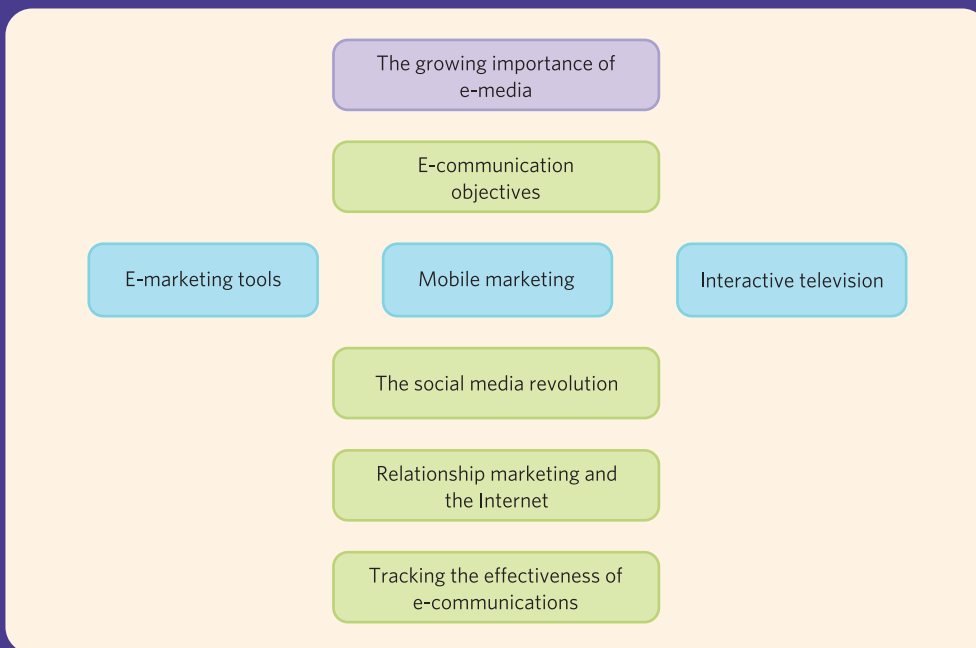 The growing importance of
e-media
E-communication
objectives
E-marketing tools
Mobile marketing
Interactive television
The social media revolution
Relationship marketing and
the Internet
Tracking the effectiveness of
e-communications